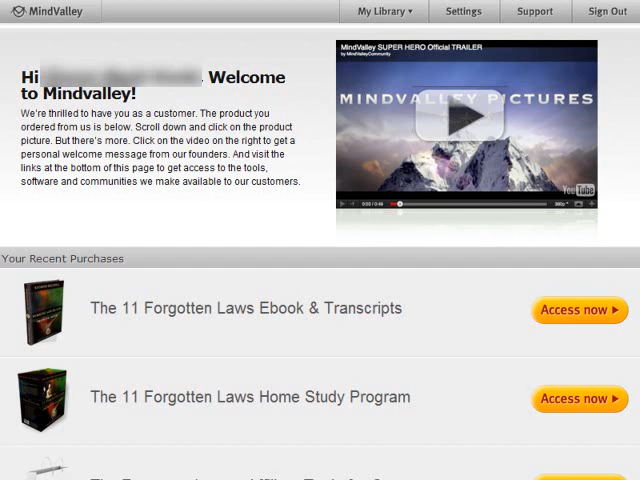 MindValley
My Library ▾
Settings
Support
Sign Out
Hi . Welcome
to Mindvalley!
We're thrilled to have you as a customer. The product you
ordered from us is below. Scroll down and click on the product
picture. But there's more. Click on the video on the right to get a
personal welcome message from our founders. And visit the
links at the bottom of this page to get access to the tools,
software and communities we make available to our customers.
MindValley SUPER HERO Official TRAILER
by MindValleyCommunity
MINDVALLEY PICTURES
YouTube
360p
Your Recent Purchases
The 11 Forgotten Laws Ebook & Transcripts
Access now
The 11 Forgotten Laws Home Study Program
Access now